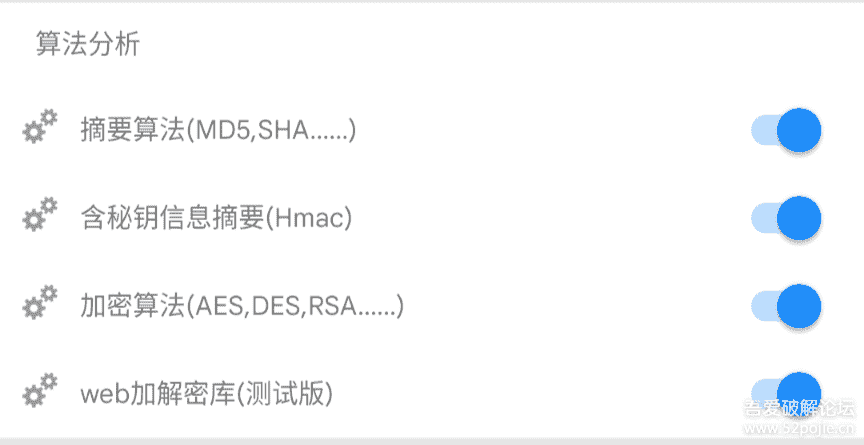 算法分析
摘要算法(MD5,SHA......)
含秘钥信息摘要(Hmac)
加密算法(AES,DES,RSA......)
web加解密库(测试版)
吾爱破解论坛
www.52pojie.cn